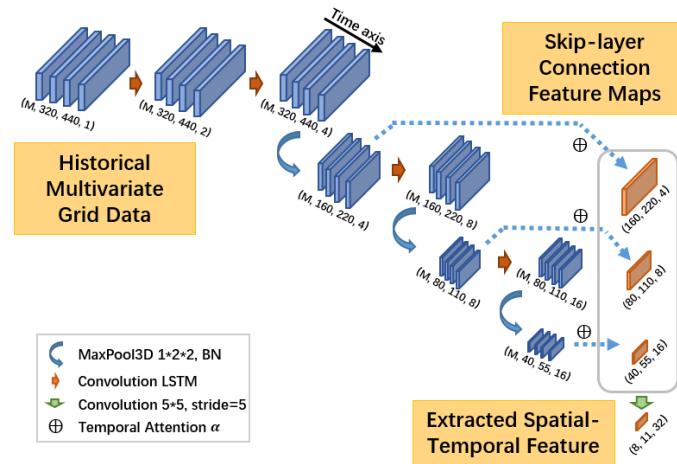 Time axis
Skip-layer
Connection
Feature Maps
(M, 320, 440, 1)
(M, 320, 440, 2)
(M, 320, 440, 4)
Historical
Multivariate
Grid Data
⊕
(M, 160, 220, 4)
(M, 160, 220, 8)
(160, 220, 4)
⊕
(M, 80, 110, 8)
(M, 80, 110, 16)
(80, 110, 8)
⊕
(M, 40, 55, 16)
(40, 55, 16)
MaxPool3D 1*2*2, BN
Convolution LSTM
Convolution 5*5, stride=5
⊕ Temporal Attention α
Extracted Spatial-
Temporal Feature
(8, 11, 32)